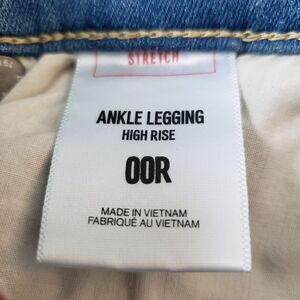 STRETCH
ANKLE LEGGING
HIGH RISE
00R
MADE IN VIETNAM
FABRIQUÉ AU VIETNAM